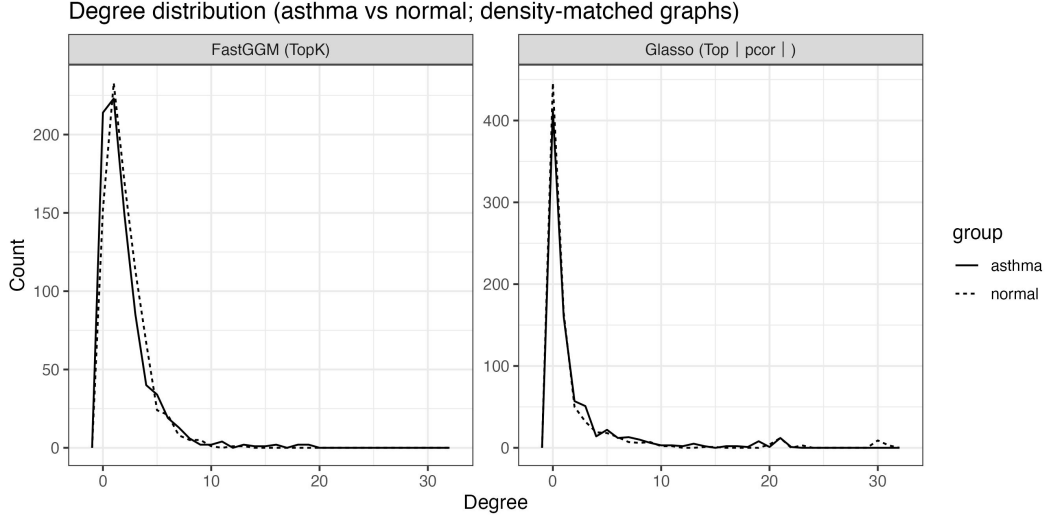 Degree distribution (asthma vs normal; density-matched graphs)
FastGGM (TopK)
Glasso (Top | pcor | )
Count
200
150
100
50
0
400
300
200
100
0
0 10 20 30
0 10 20 30
Degree
group
asthma
normal